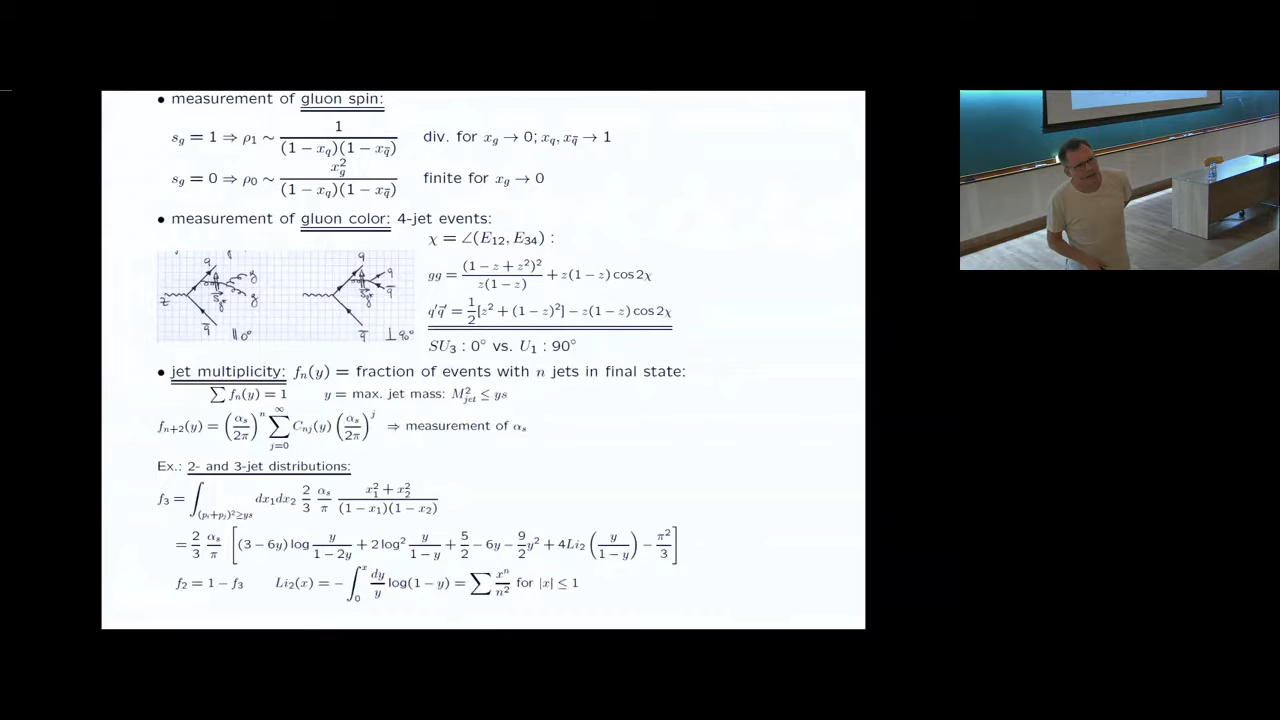 • measurement of gluon spin:
s_g = 1 ⇒ ρ_1 ∼ 1 / ((1 − x_q)(1 − x_q̄)) div. for x_g → 0; x_q, x_q̄ → 1
s_g = 0 ⇒ ρ_0 ∼ x_g^2 / ((1 − x_q)(1 − x_q̄)) finite for x_g → 0
• measurement of gluon color: 4-jet events:
χ = ∠(E_12, E_34) :
gg = (1 − z + z^2)^2 / (z(1 − z)) + z(1 − z) cos 2χ
q'q̄' = 1/2 [z^2 + (1 − z)^2] − z(1 − z) cos 2χ
SU_3 : 0° vs. U_1 : 90°
q g g Z q̄ ∥ 0°
q q q̄ q̄ ⊥ 90°
• jet multiplicity: f_n(y) = fraction of events with n jets in final state:
∑ f_n(y) = 1 y = max. jet mass: M_jet^2 ≤ ys
f_{n+2}(y) = (α_s / 2π)^n ∑_{j=0}^∞ C_nj(y) (α_s / 2π)^j ⇒ measurement of α_s
Ex.: 2- and 3-jet distributions:
f_3 = ∫_{(p_i+p_j)^2≥ys} dx_1dx_2 2/3 α_s/π (x_1^2 + x_2^2) / ((1 − x_1)(1 − x_2))
= 2/3 α_s/π [(3 − 6y) log y/(1 − 2y) + 2 log^2 y/(1 − y) + 5/2 − 6y − 9/2 y^2 + 4Li_2 (y/(1 − y)) − π^2/3]
f_2 = 1 − f_3 Li_2(x) = − ∫_0^x dy/y log(1 − y) = ∑ x^n/n^2 for |x| ≤ 1